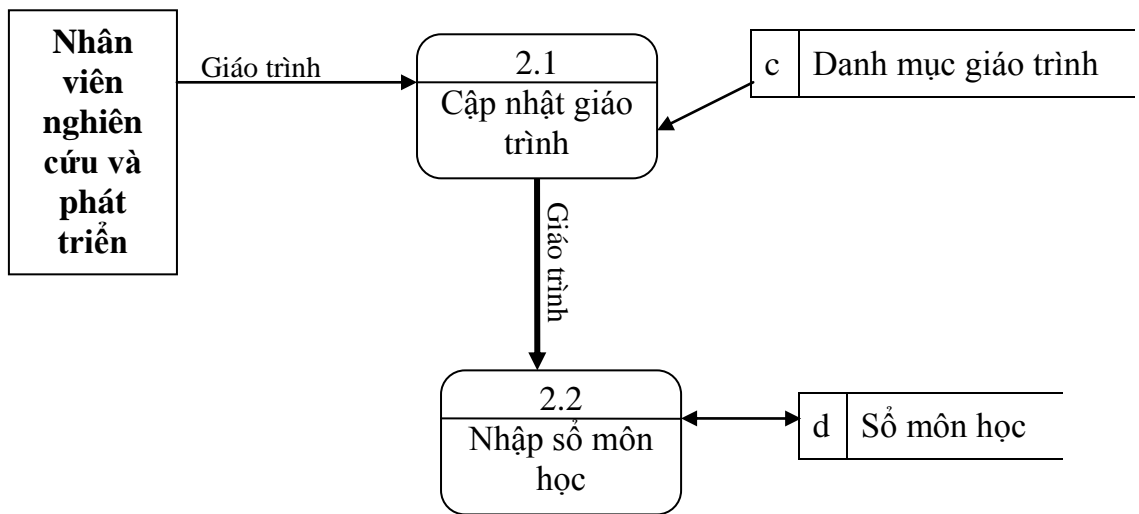 Nhân
viên
nghiên
cứu và
phát
triển
Giáo trình
2.1
Cập nhật giáo
trình
c Danh mục giáo trình
Giáo trình
2.2
Nhập sổ môn
học
d Sổ môn học